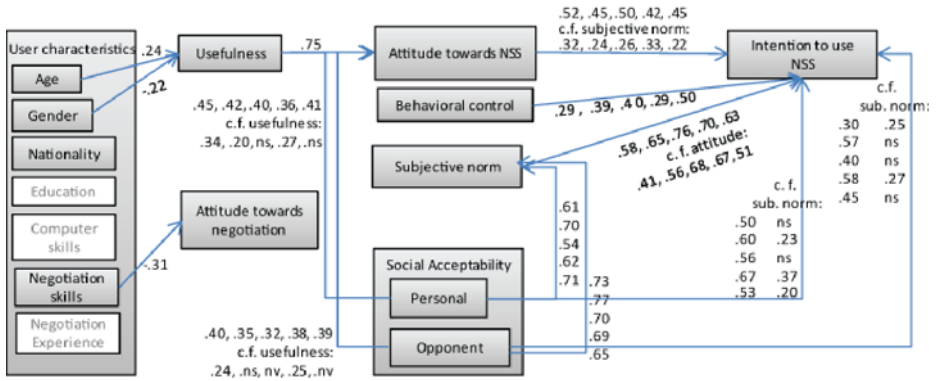 User characteristics
Age
Gender
Nationality
Education
Computer
skills
Negotiation
skills
Negotiation
Experience
.24
-.22
-.31
Usefulness
.75
.45, .42, .40, .36, .41
c.f. usefulness:
.34, .20, ns, .27, .ns
Attitude towards
negotiation
.40, .35, .32, .38, .39
c.f. usefulness:
.24, .ns, nv, .25, .nv
Attitude towards NSS
Behavioral control
Subjective norm
Social Acceptability
Personal
Opponent
.52, .45, .50, .42, .45
c.f. subjective norm:
.32, .24, .26, .33, .22
.29 , .39, .4 0, .29, .50
.58, .65, .76, .70, .63
c. f. attitude:
.41, .56, 68, .67, 51
.61
.70
.54
.62
.71
.73
.77
.70
.69
.65
Intention to use
NSS
c. f.
sub. norm:
.50 ns
.60 .23
.56 ns
.67 .37
.53 .20
c.f.
sub. norm:
.30 .25
.57 ns
.40 ns
.58 .27
.45 ns